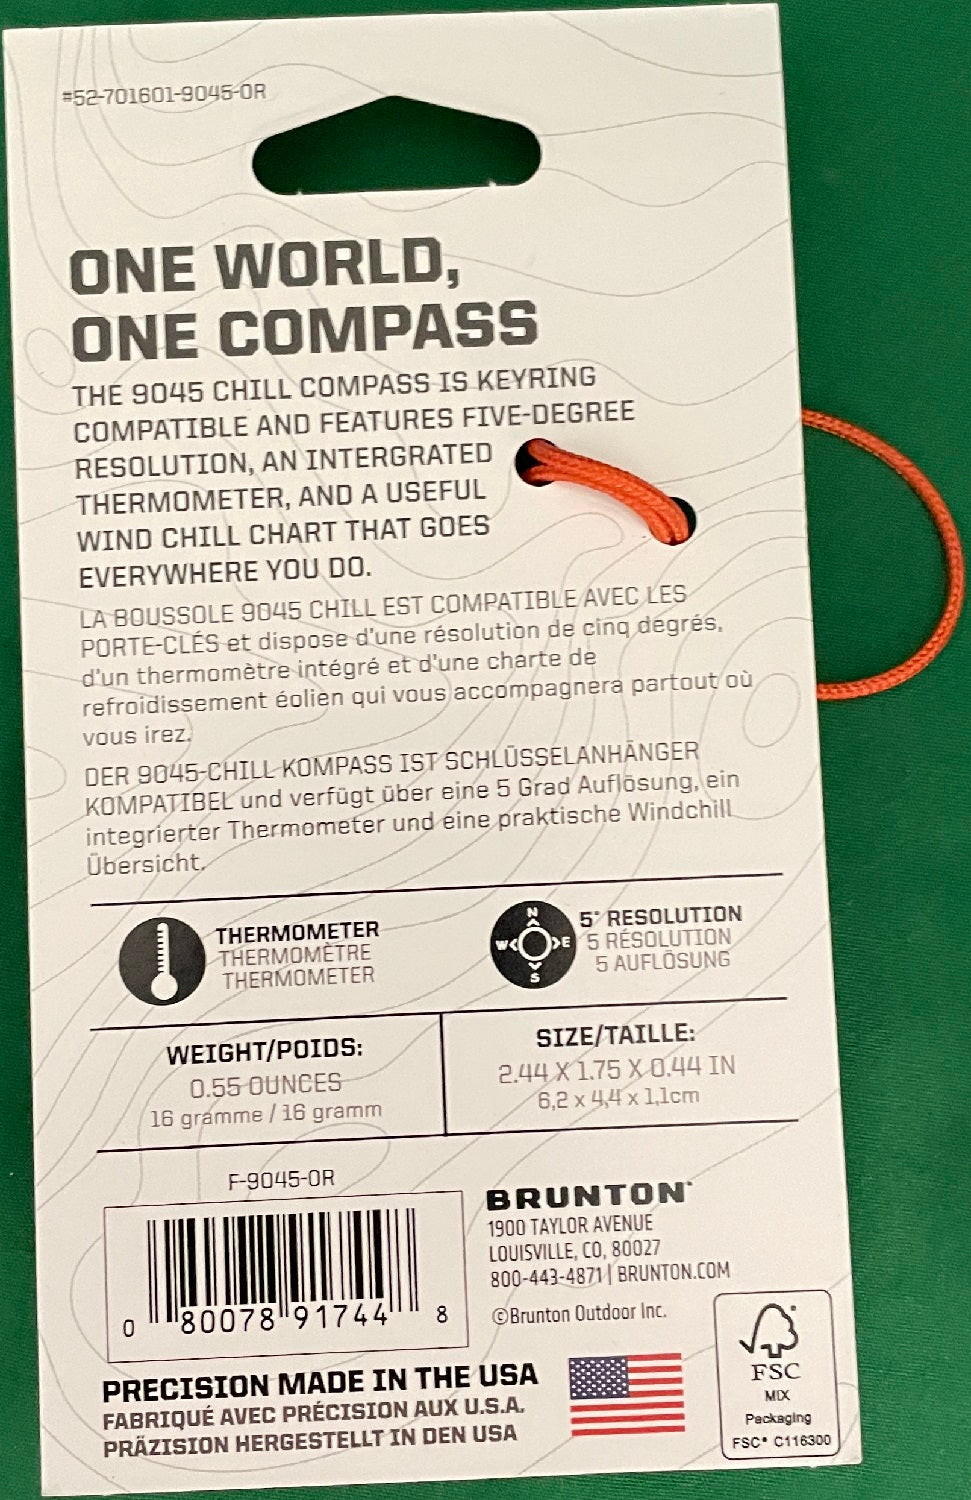 #52-701601-9045-OR
ONE WORLD,
ONE COMPASS
THE 9045 CHILL COMPASS IS KEYRING
COMPATIBLE AND FEATURES FIVE-DEGREE
RESOLUTION, AN INTERGRATED
THERMOMETER, AND A USEFUL
WIND CHILL CHART THAT GOES
EVERYWHERE YOU DO.
LA BOUSSOLE 9045 CHILL EST COMPATIBLE AVEC LES
PORTE-CLÉS et dispose d'une résolution de cinq degrés,
d'un thermomètre intégré et d'une charte de
refroidissement éolien qui vous accompagnera partout où
vous irez.
DER 9045-CHILL KOMPASS IST SCHLÜSSELANHÄNGER
KOMPATIBEL und verfügt über eine 5 Grad Auflösung, ein
integrierter Thermometer und eine praktische Windchill
Übersicht.
THERMOMETER
THERMOMÈTRE
THERMOMETER
N
W E
S
5° RESOLUTION
5 RÉSOLUTION
5 AUFLÖSUNG
WEIGHT/POIDS:
0.55 OUNCES
16 gramme / 16 gramm
SIZE/TAILLE:
2.44 X 1.75 X 0.44 IN
6,2 x 4,4 x 1,1cm
F-9045-OR
0 80078 91744 8
BRUNTON
1900 TAYLOR AVENUE
LOUISVILLE, CO, 80027
800-443-4871 | BRUNTON.COM
©Brunton Outdoor Inc.
PRECISION MADE IN THE USA
FABRIQUÉ AVEC PRÉCISION AUX U.S.A.
PRÄZISION HERGESTELLT IN DEN USA
FSC
MIX
Packaging
FSC® C116300